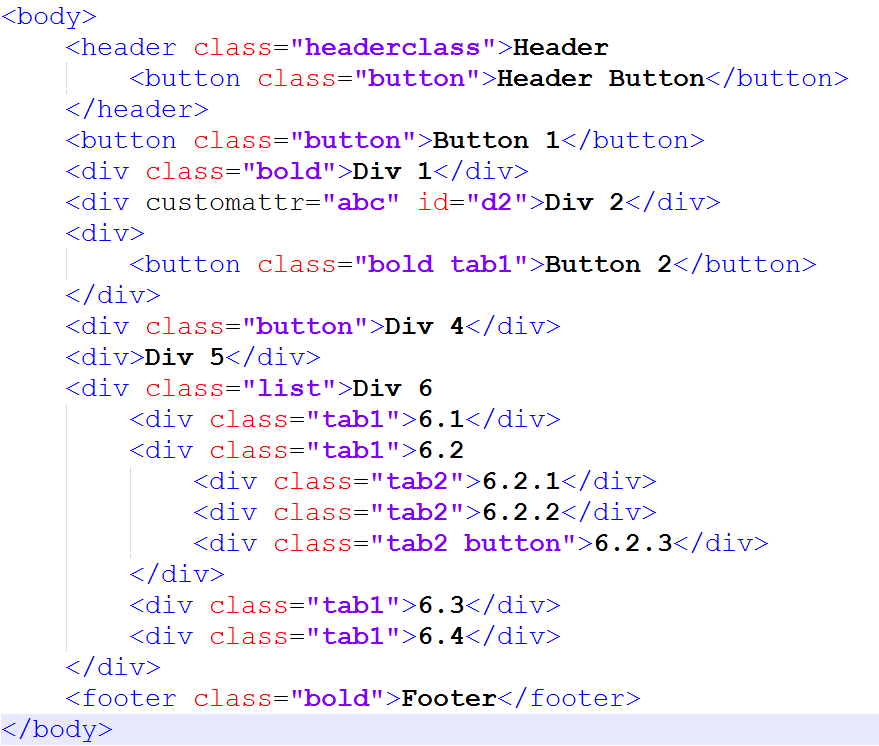 <body>
    <header class="headerclass">Header
        <button class="button">Header Button</button>
    </header>
    <button class="button">Button 1</button>
    <div class="bold">Div 1</div>
    <div customattr="abc" id="d2">Div 2</div>
    <div>
        <button class="bold tab1">Button 2</button>
    </div>
    <div class="button">Div 4</div>
    <div>Div 5</div>
    <div class="list">Div 6
        <div class="tab1">6.1</div>
        <div class="tab1">6.2
            <div class="tab2">6.2.1</div>
            <div class="tab2">6.2.2</div>
            <div class="tab2 button">6.2.3</div>
        </div>
        <div class="tab1">6.3</div>
        <div class="tab1">6.4</div>
    </div>
    <footer class="bold">Footer</footer>
</body>